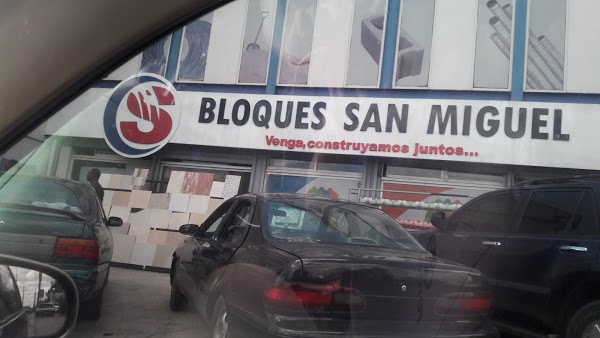 S
BLOQUES SAN MIGUEL
Venga,construyamos juntos...